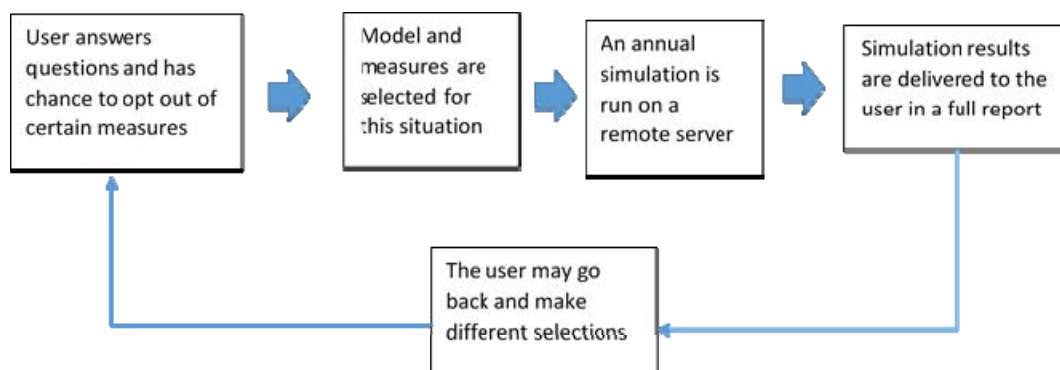 User answers
questions and has
chance to opt out of
certain measures
Model and
measures are
selected for
this situation
An annual
simulation is
run on a
remote server
Simulation results
are delivered to the
user in a full report
The user may go
back and make
different selections